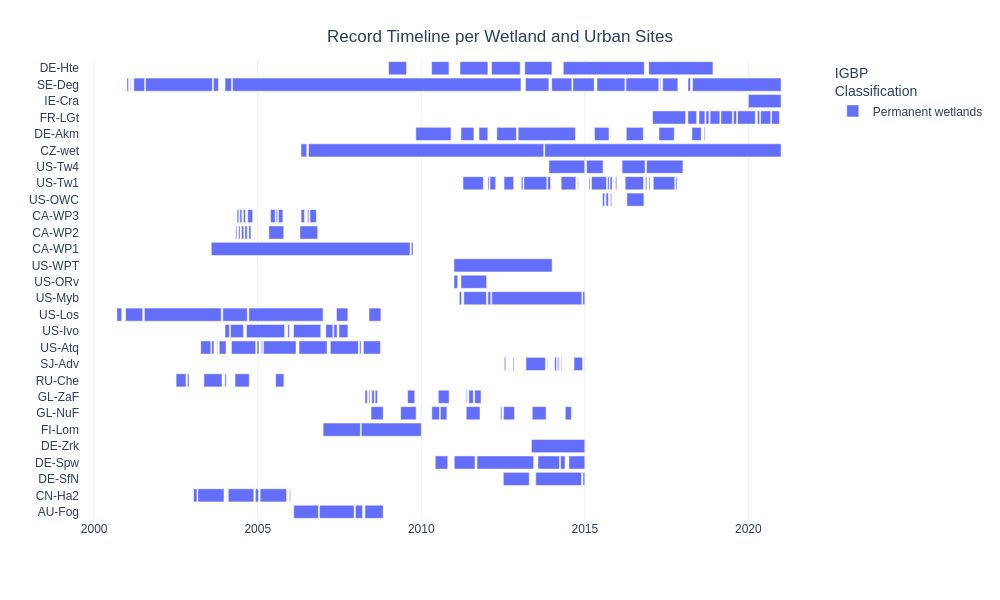 Record Timeline per Wetland and Urban Sites
DE-Hte
SE-Deg
IE-Cra
FR-LGt
DE-Akm
CZ-wet
US-Tw4
US-Tw1
US-OWC
CA-WP3
CA-WP2
CA-WP1
US-WPT
US-ORv
US-Myb
US-Los
US-Ivo
US-Atq
SJ-Adv
RU-Che
GL-ZaF
GL-NuF
FI-Lom
DE-Zrk
DE-Spw
DE-SfN
CN-Ha2
AU-Fog
2000 2005 2010 2015 2020
IGBP
Classification
Permanent wetlands